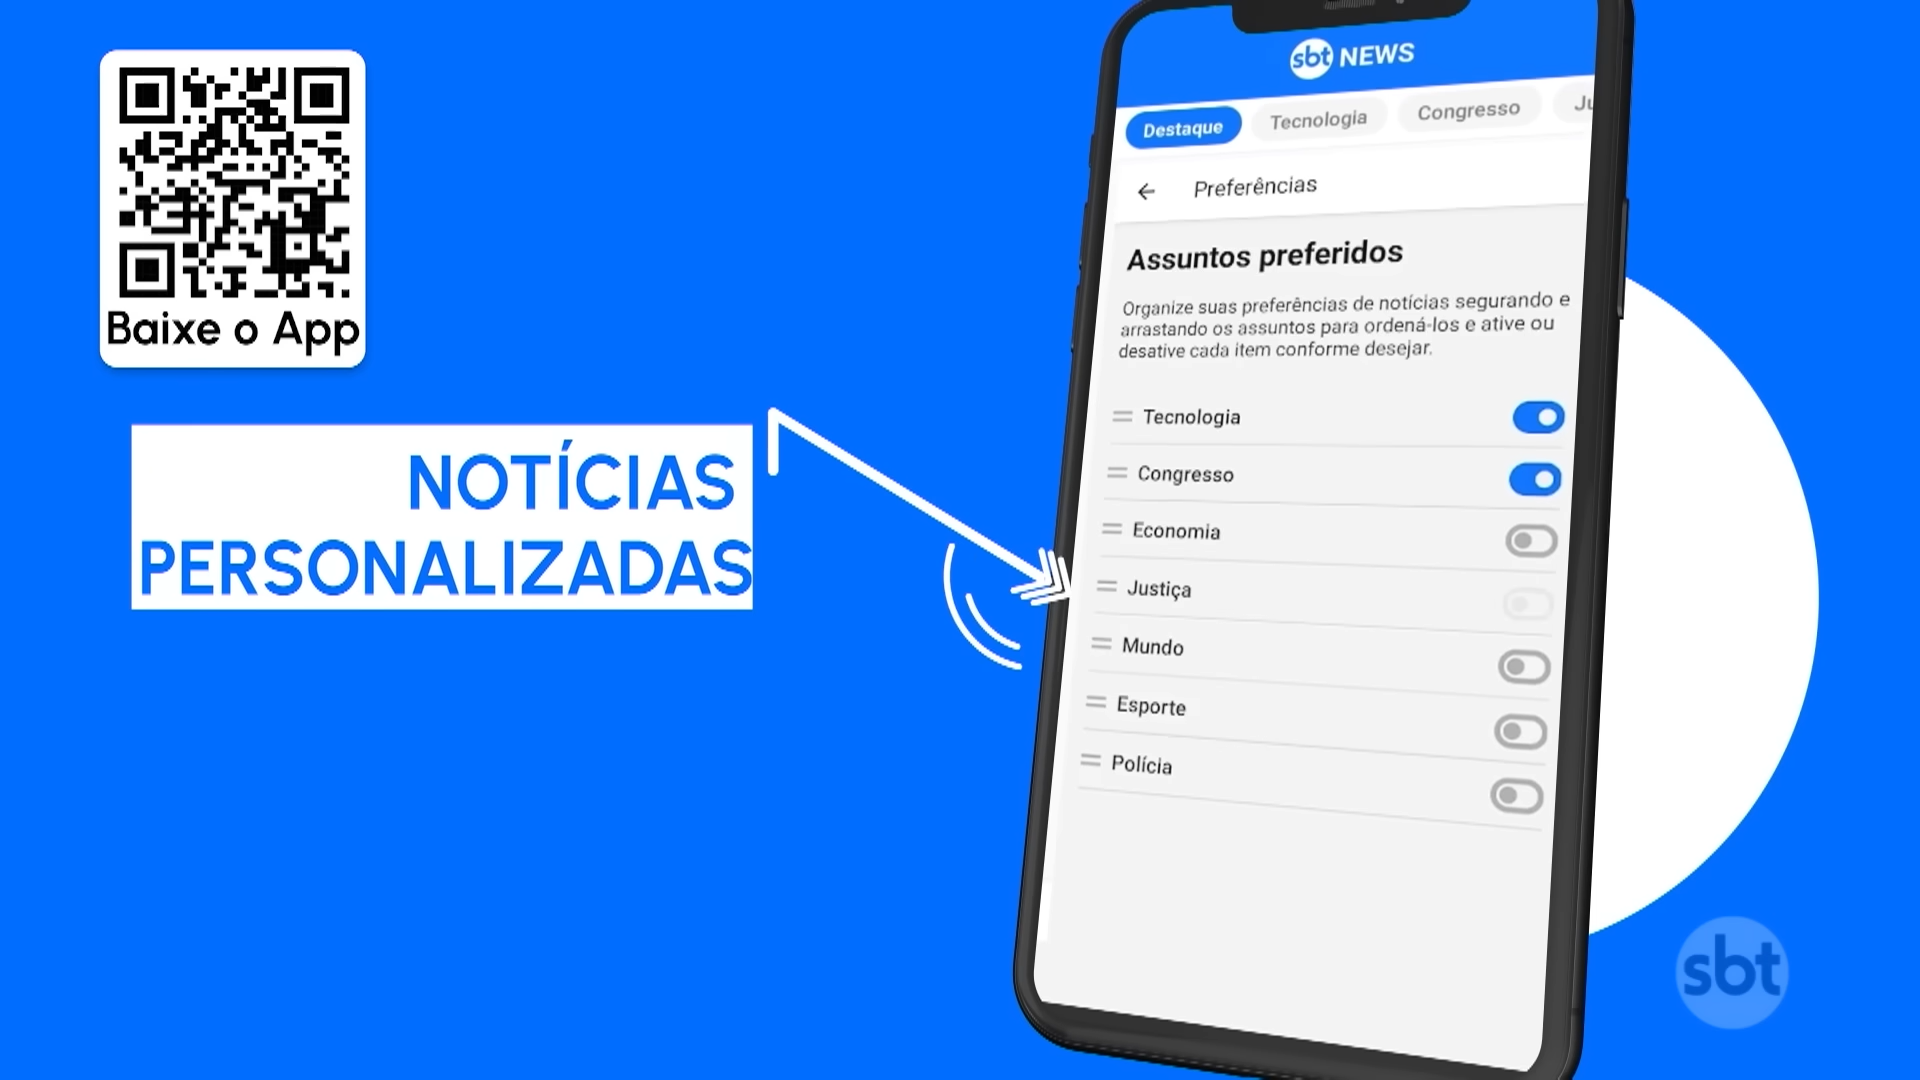 Baixe o App
NOTÍCIAS
PERSONALIZADAS
sbt NEWS
Destaque
Tecnologia
Congresso
Ju
Preferências
Assuntos preferidos
Organize suas preferências de notícias segurando e
arrastando os assuntos para ordená-los e ative ou
desative cada item conforme desejar.
Tecnologia
Congresso
Economia
Justiça
Mundo
Esporte
Polícia
sbt